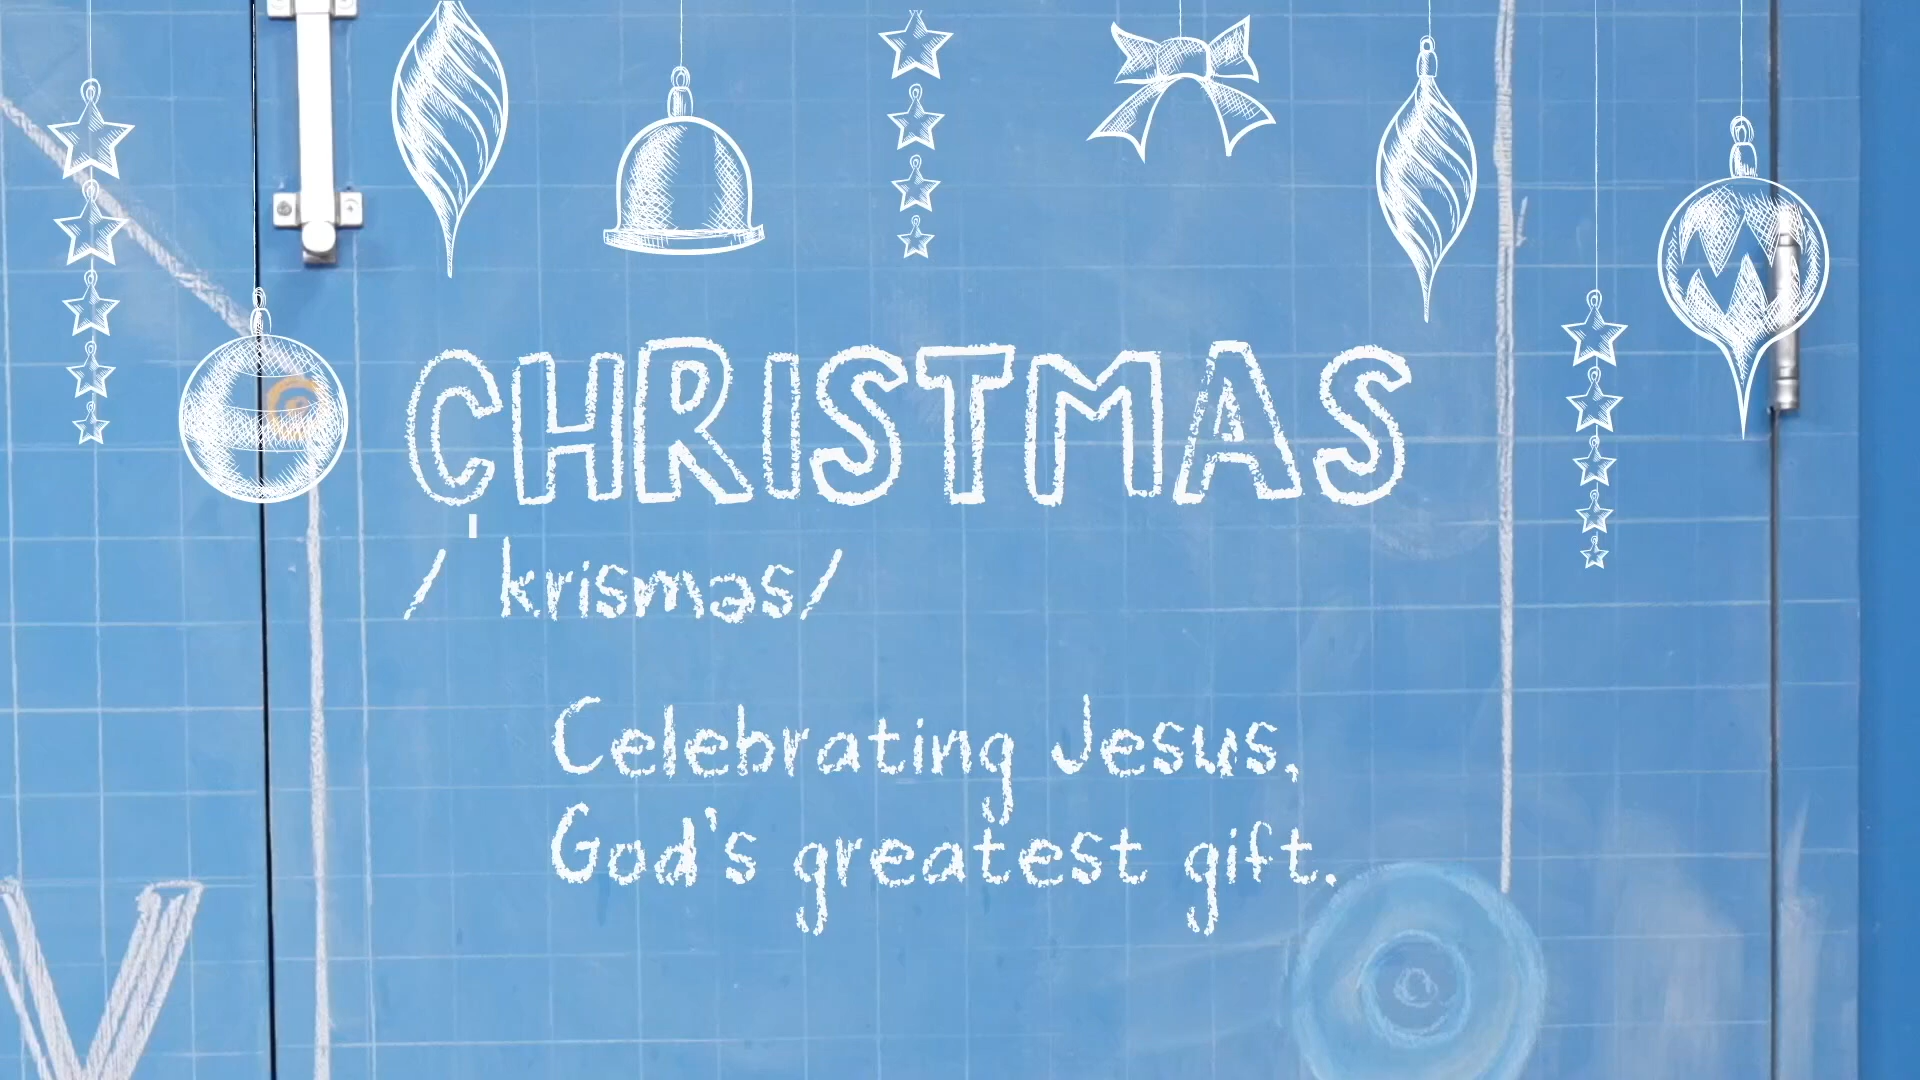 CHRISTMAS
/ˈkrisməs/
Celebrating Jesus,
God's greatest gift.
V